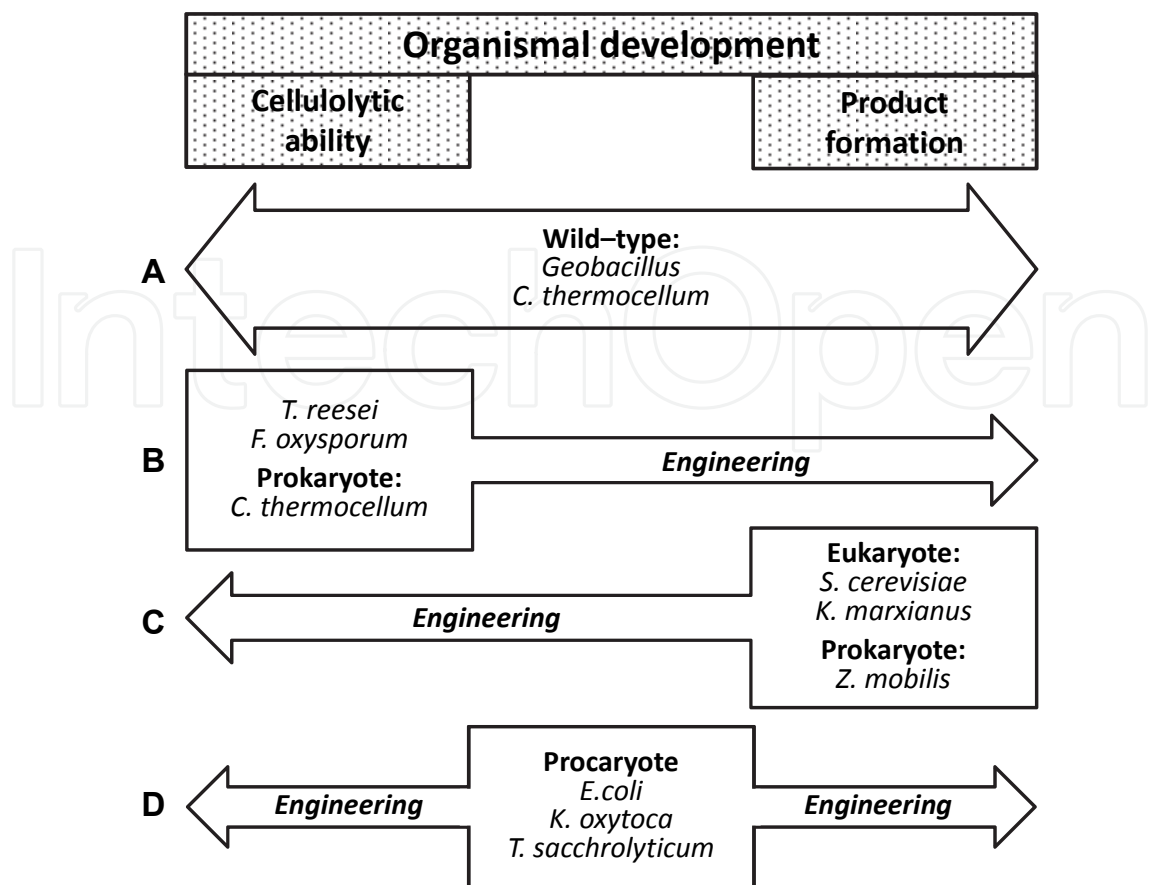 Organismal development
Cellulolytic
ability
Product
formation
A
Wild–type:
Geobacillus
C. thermocellum
B
T. reesei
F. oxysporum
Prokaryote:
C. thermocellum
Engineering
C
Engineering
Eukaryote:
S. cerevisiae
K. marxianus
Prokaryote:
Z. mobilis
D
Engineering
Procaryote
E.coli
K. oxytoca
T. sacchrolyticum
Engineering
IntechOpen